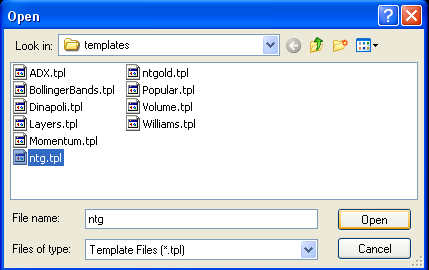 Open
Look in: templates
ADX.tpl
BollingerBands.tpl
Dinapoli.tpl
Layers.tpl
Momentum.tpl
ntg.tpl
ntgold.tpl
Popular.tpl
Volume.tpl
Williams.tpl
File name: ntg Open
Files of type: Template Files (*.tpl) Cancel